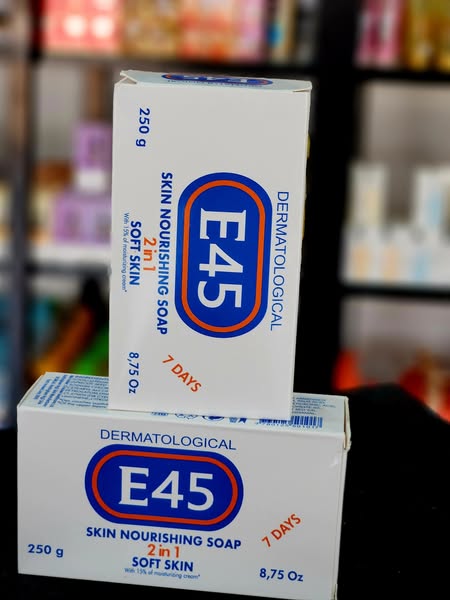 E45
DERMATOLOGICAL
E45
SKIN NOURISHING SOAP
2 in 1
SOFT SKIN
With 15% of moisturizing cream*
250 g
7 DAYS
8,75 Oz
DERMATOLOGICAL
E45
SKIN NOURISHING SOAP
2 in 1
SOFT SKIN
With 15% of moisturizing cream*
250 g
7 DAYS
8,75 Oz